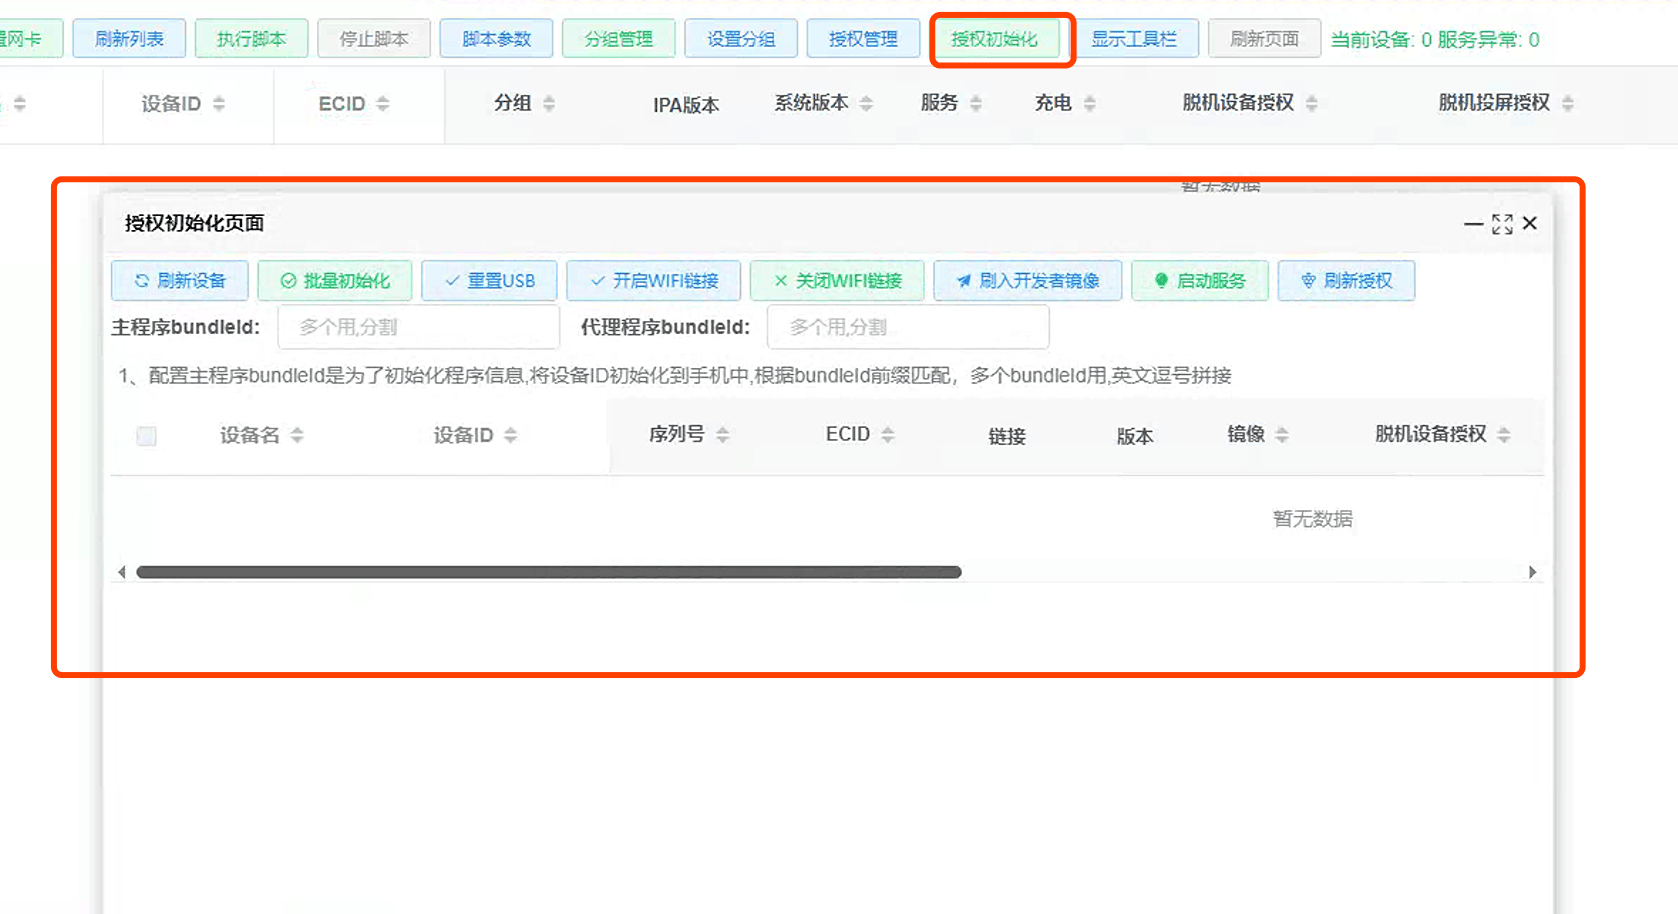 置网卡 刷新列表 执行脚本 停止脚本 脚本参数 分组管理 设置分组 授权管理 授权初始化 显示工具栏 刷新页面 当前设备: 0 服务异常: 0
设备ID ECID 分组 IPA版本 系统版本 服务 充电 脱机设备授权 脱机投屏授权
暂无数据
授权初始化页面
刷新设备 批量初始化 重置USB 开启WIFI链接 关闭WIFI链接 刷入开发者镜像 启动服务 刷新授权
主程序bundleId: 多个用,分割 代理程序bundleId: 多个用,分割
1、配置主程序bundleId是为了初始化程序信息,将设备ID初始化到手机中,根据bundleId前缀匹配，多个bundleId用,英文逗号拼接
设备名 设备ID 序列号 ECID 链接 版本 镜像 脱机设备授权
暂无数据